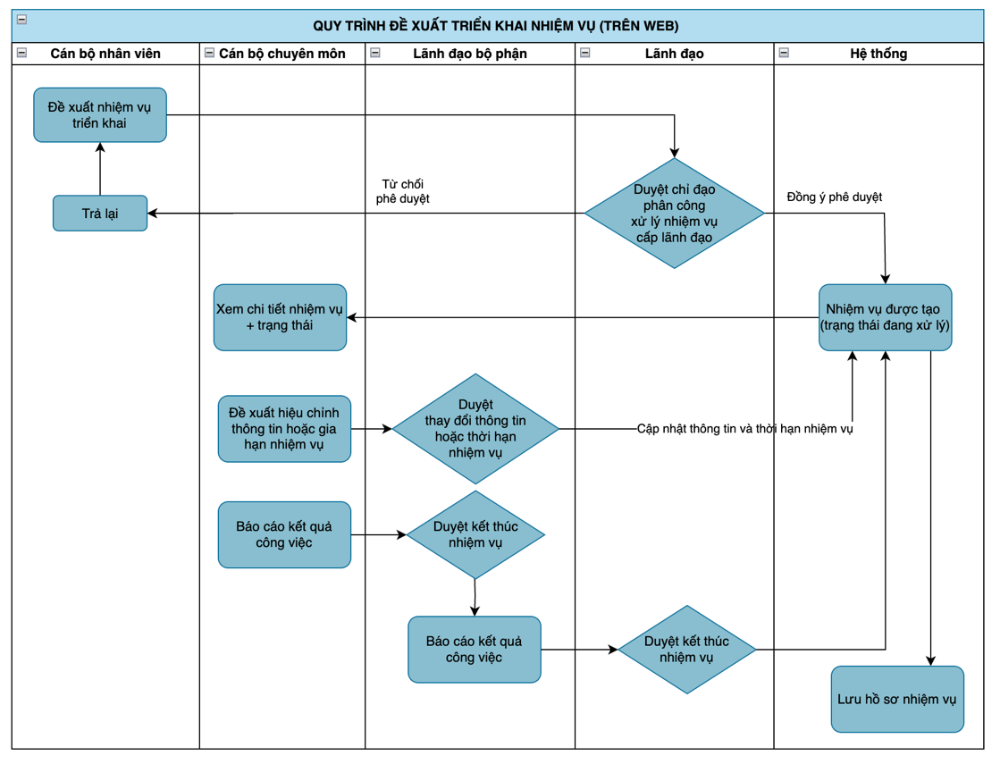 QUY TRÌNH ĐỀ XUẤT TRIỂN KHAI NHIỆM VỤ (TRÊN WEB)
Cán bộ nhân viên
Cán bộ chuyên môn
Lãnh đạo bộ phận
Lãnh đạo
Hệ thống
Đề xuất nhiệm vụ
triển khai
Từ chối
phê duyệt
Duyệt chỉ đạo
phân công
xử lý nhiệm vụ
cấp lãnh đạo
Đồng ý phê duyệt
Trả lại
Xem chi tiết nhiệm vụ
+ trạng thái
Nhiệm vụ được tạo
(trạng thái đang xử lý)
Đề xuất hiệu chỉnh
thông tin hoặc gia
hạn nhiệm vụ
Duyệt
thay đổi thông tin
hoặc thời hạn
nhiệm vụ
Cập nhật thông tin và thời hạn nhiệm vụ
Báo cáo kết quả
công việc
Duyệt kết thúc
nhiệm vụ
Báo cáo kết quả
công việc
Duyệt kết thúc
nhiệm vụ
Lưu hồ sơ nhiệm vụ